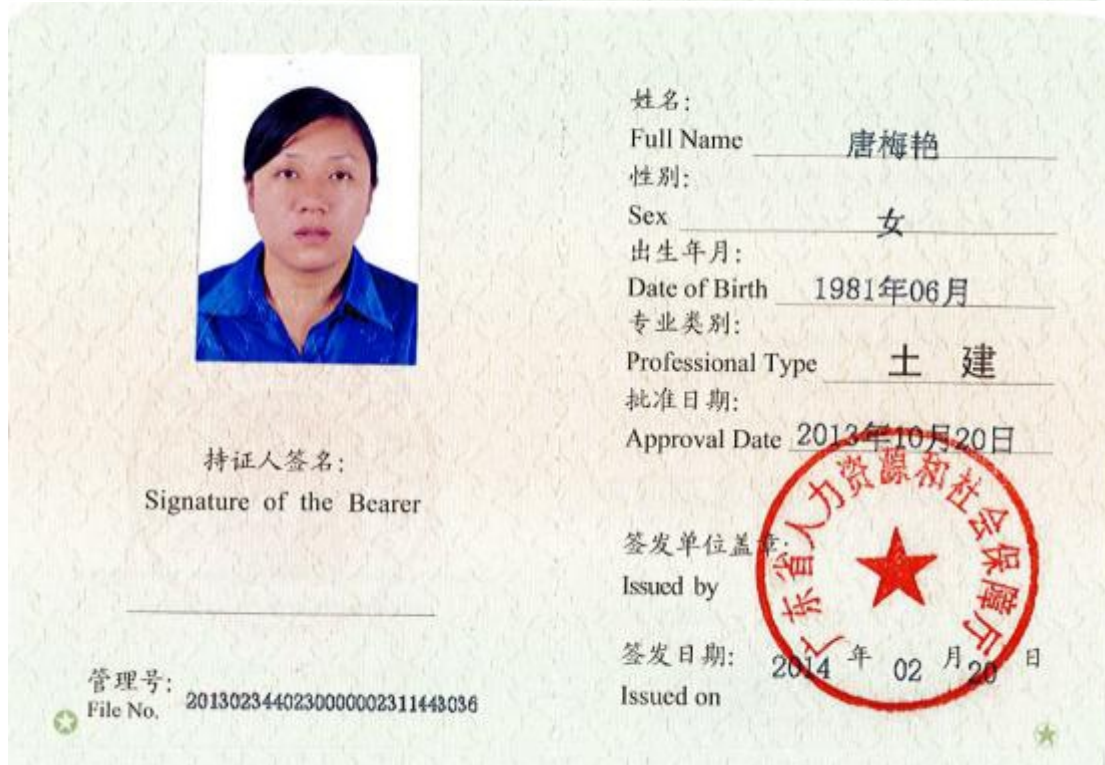 持证人签名:
Signature of the Bearer
管理号:
File No. 2013023440230000002311443036
姓名:
Full Name 唐梅艳
性别:
Sex 女
出生年月:
Date of Birth 1981年06月
专业类别:
Professional Type 土 建
批准日期:
Approval Date 2013年10月20日
签发单位盖章:
Issued by
广东省人力资源和社会保障厅
签发日期: 2014 年 02 月 20 日
Issued on